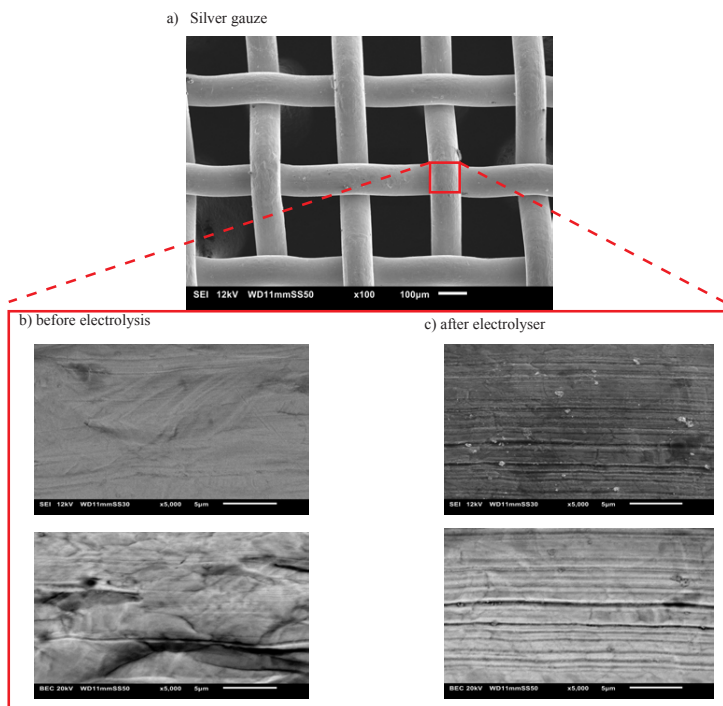 a) Silver gauze
SEI 12kV WD11mmSS50 x100 100µm
b) before electrolysis
c) after electrolyser
SEI 12kV WD11mmSS30 x5,000 5µm
SEI 12kV WD11mmSS30 x5,000 5µm
BEC 20kV WD11mmSS50 x5,000 5µm
BEC 20kV WD11mmSS50 x5,000 5µm